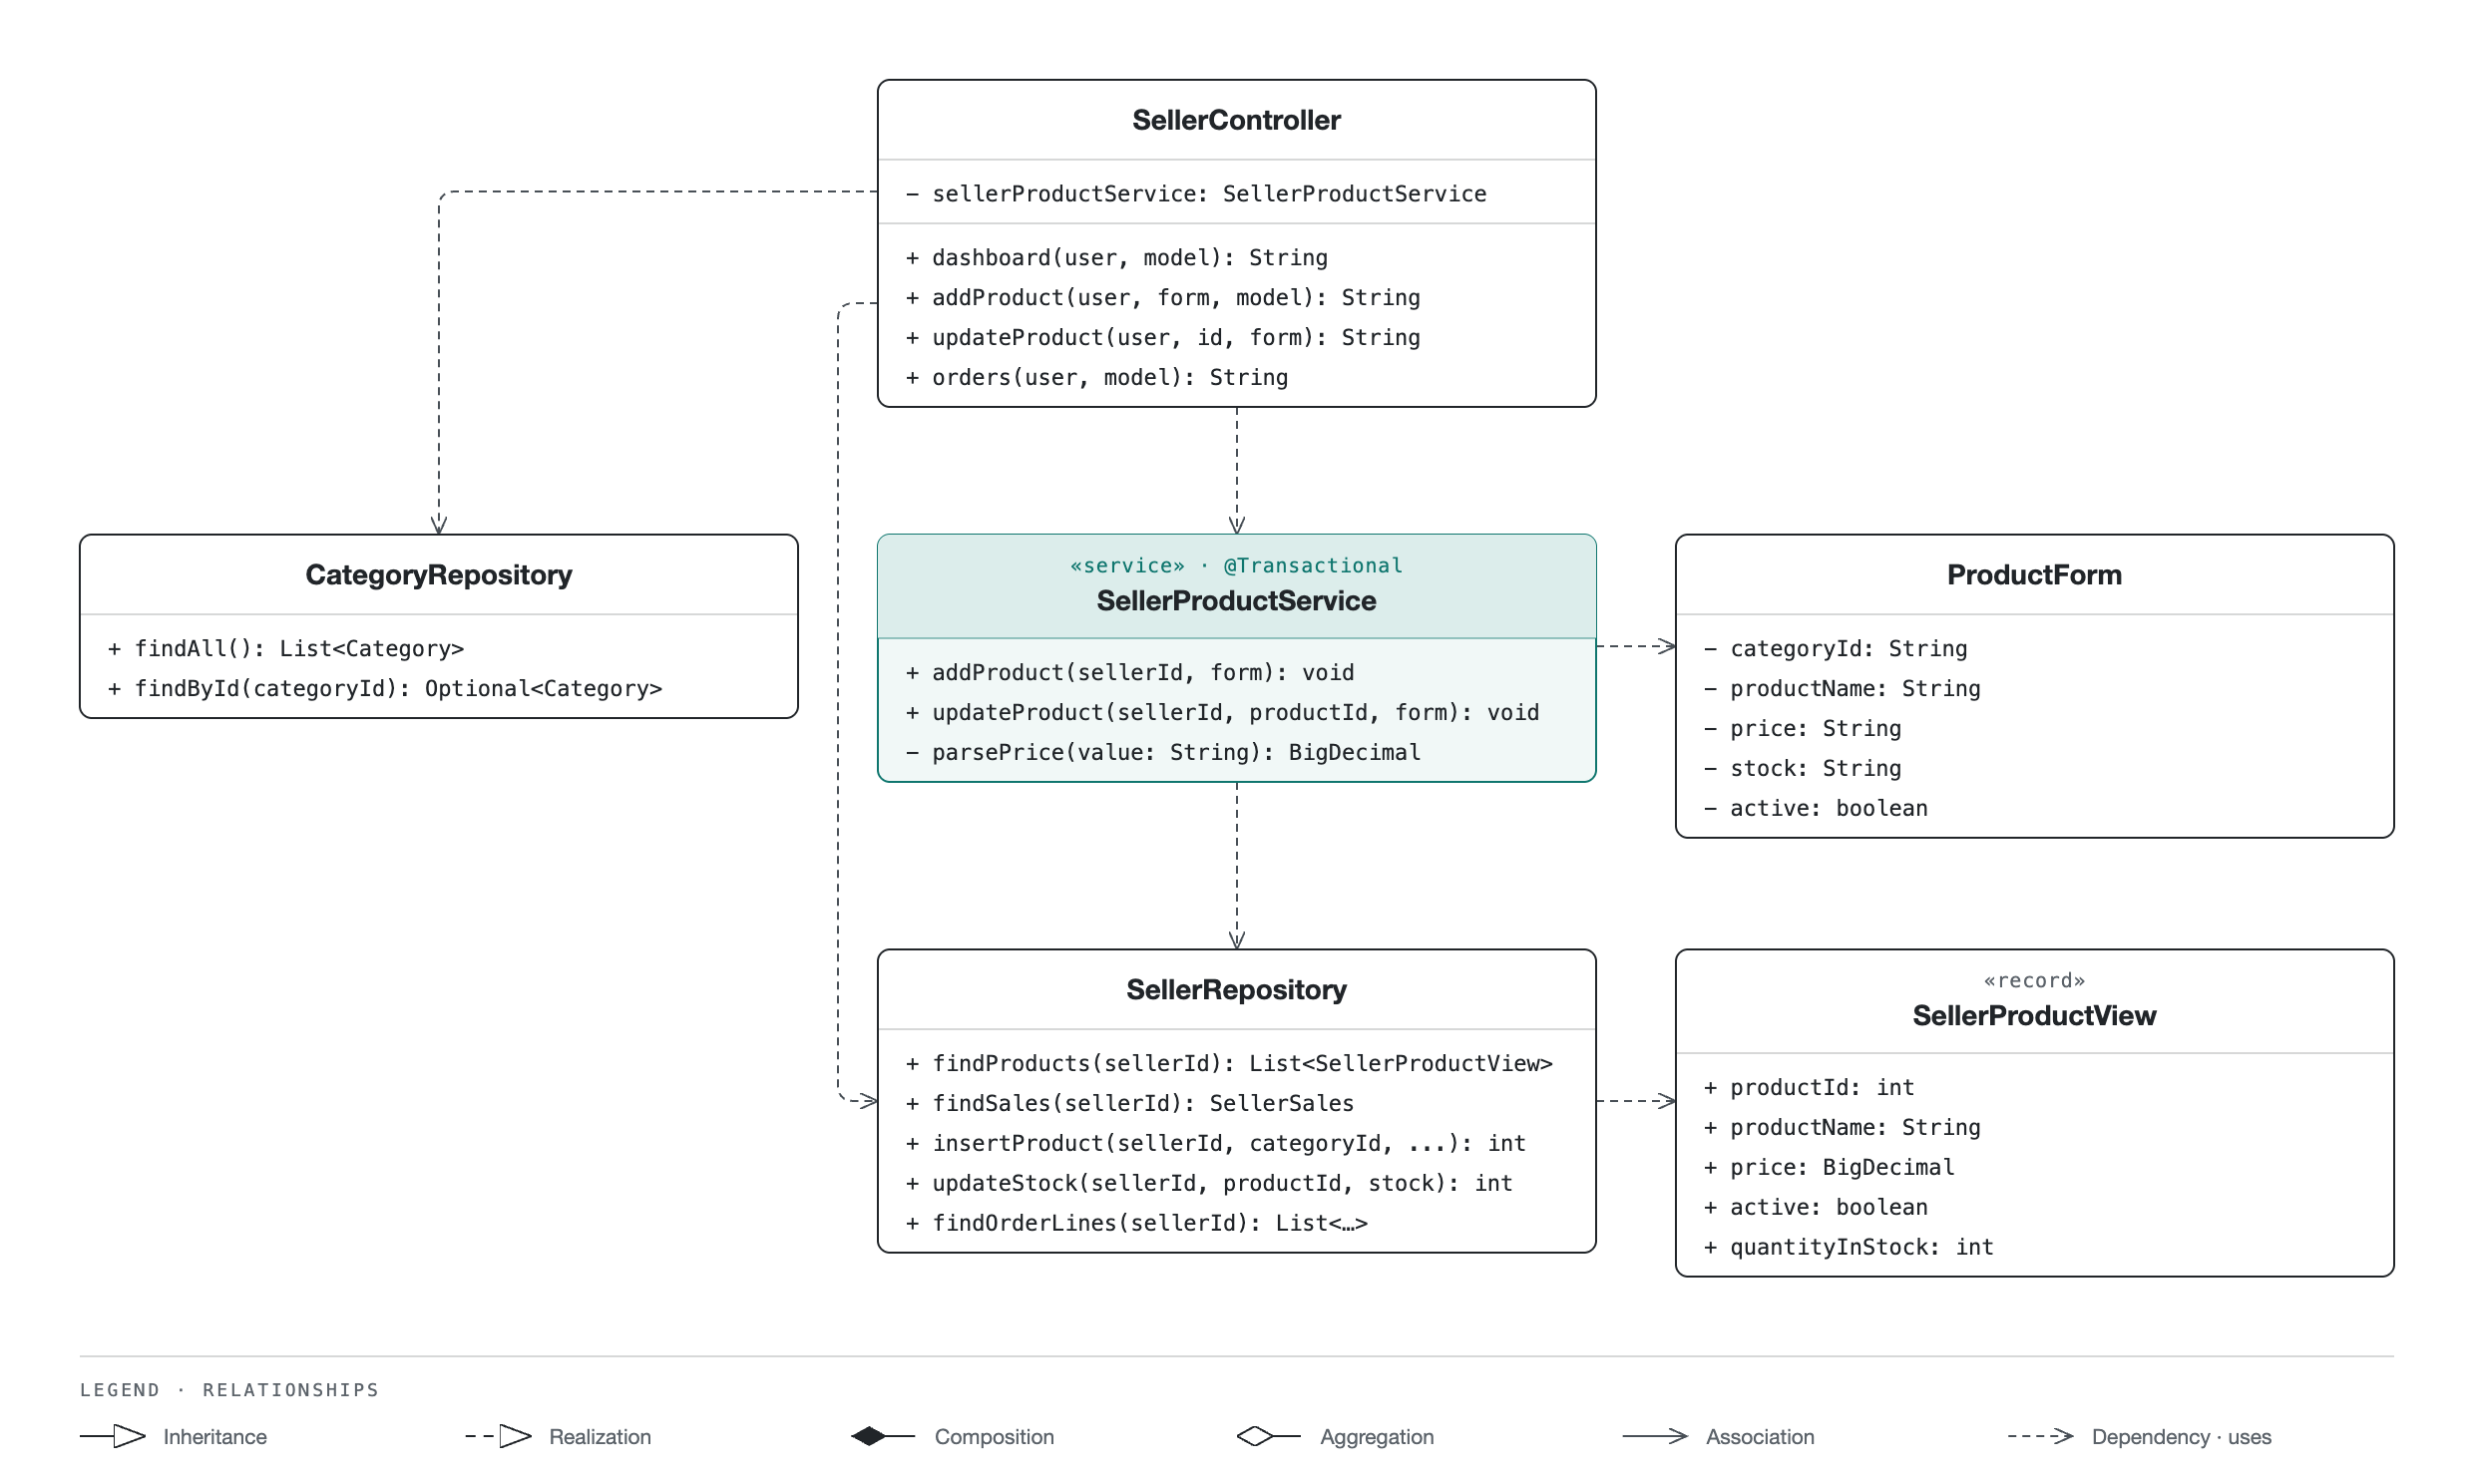 SellerController
− sellerProductService: SellerProductService
+ dashboard(user, model): String
+ addProduct(user, form, model): String
+ updateProduct(user, id, form): String
+ orders(user, model): String
CategoryRepository
+ findAll(): List<Category>
+ findById(categoryId): Optional<Category>
«service» · @Transactional
SellerProductService
+ addProduct(sellerId, form): void
+ updateProduct(sellerId, productId, form): void
− parsePrice(value: String): BigDecimal
ProductForm
− categoryId: String
− productName: String
− price: String
− stock: String
− active: boolean
SellerRepository
+ findProducts(sellerId): List<SellerProductView>
+ findSales(sellerId): SellerSales
+ insertProduct(sellerId, categoryId, ...): int
+ updateStock(sellerId, productId, stock): int
+ findOrderLines(sellerId): List<…>
«record»
SellerProductView
+ productId: int
+ productName: String
+ price: BigDecimal
+ active: boolean
+ quantityInStock: int
LEGEND · RELATIONSHIPS
Inheritance
Realization
Composition
Aggregation
Association
Dependency · uses